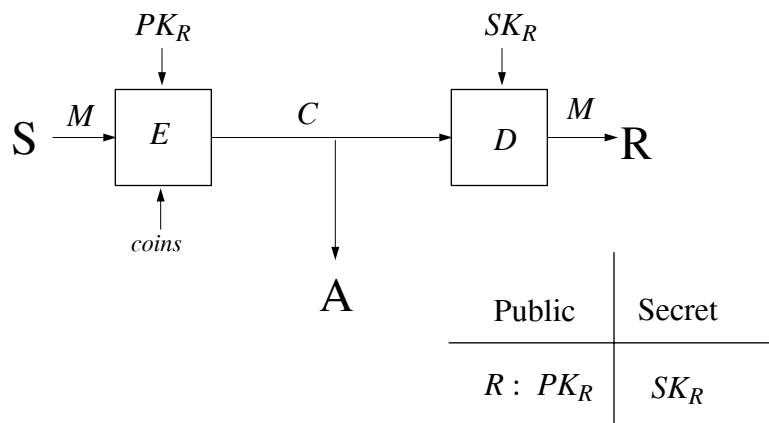 PK_R SK_R
M C M
S E D R
coins
A
Public Secret
R : PK_R SK_R